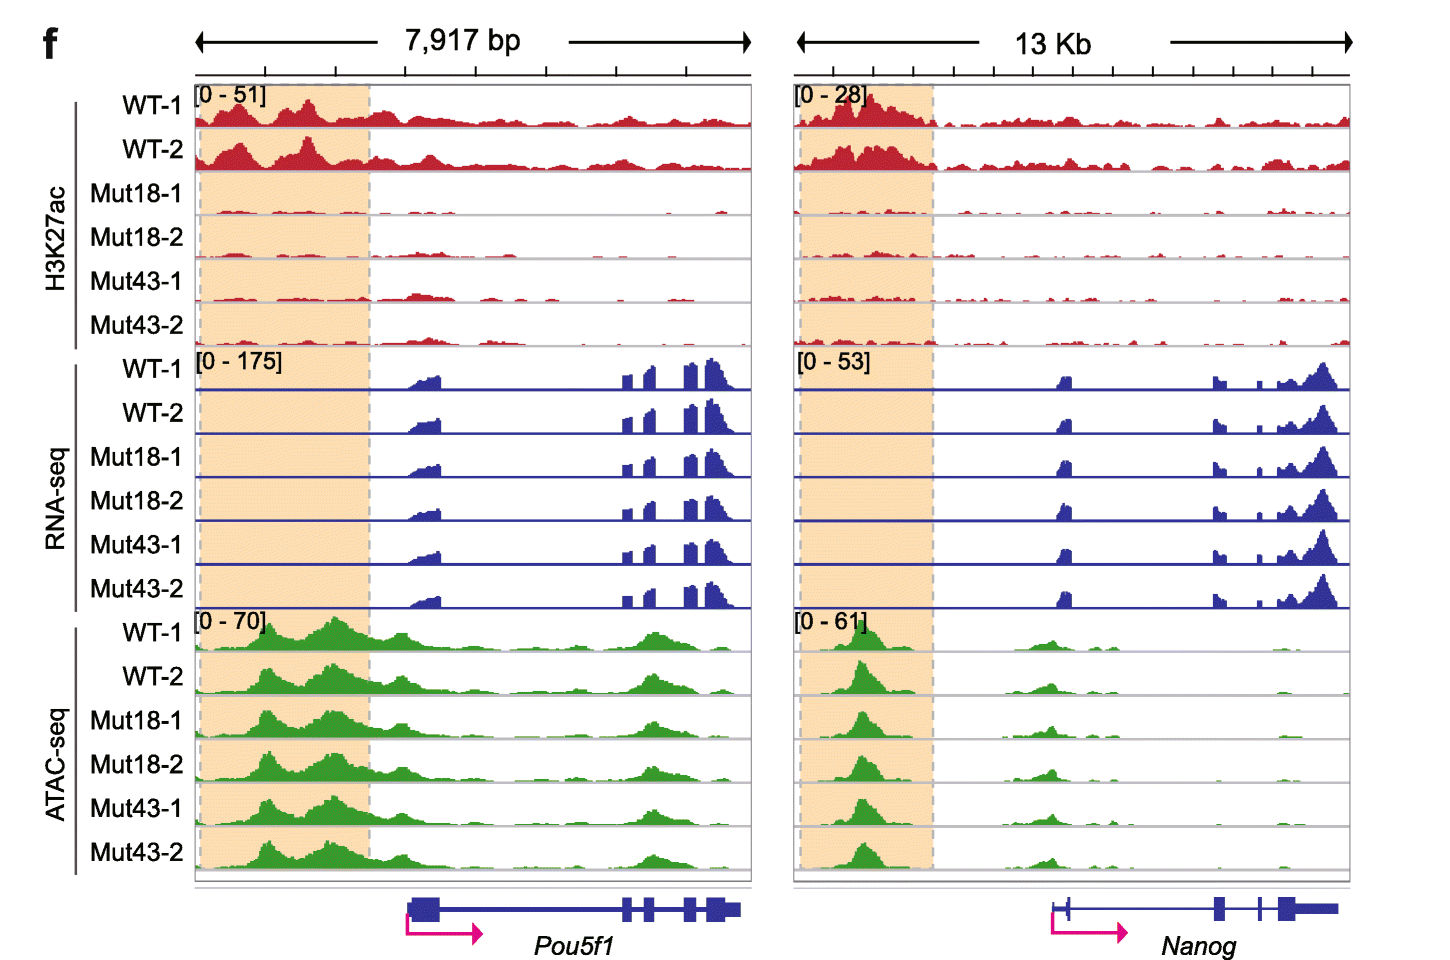 f
7,917 bp
13 Kb
H3K27ac
WT-1
[0 - 51]
[0 - 28]
WT-2
Mut18-1
Mut18-2
Mut43-1
Mut43-2
RNA-seq
WT-1
[0 - 175]
[0 - 53]
WT-2
Mut18-1
Mut18-2
Mut43-1
Mut43-2
ATAC-seq
WT-1
[0 - 70]
[0 - 61]
WT-2
Mut18-1
Mut18-2
Mut43-1
Mut43-2
Pou5f1
Nanog